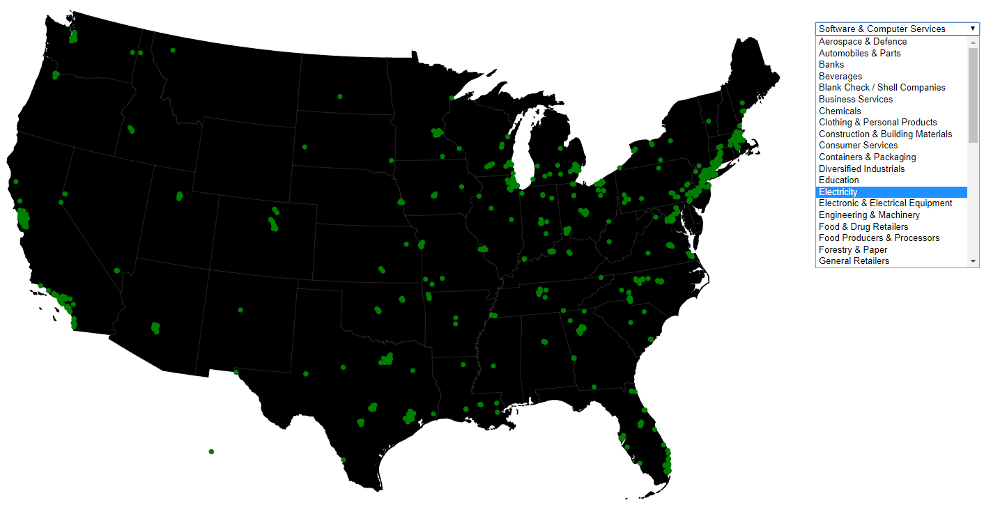 Software & Computer Services
Aerospace & Defence
Automobiles & Parts
Banks
Beverages
Blank Check / Shell Companies
Business Services
Chemicals
Clothing & Personal Products
Construction & Building Materials
Consumer Services
Containers & Packaging
Diversified Industrials
Education
Electricity
Electronic & Electrical Equipment
Engineering & Machinery
Food & Drug Retailers
Food Producers & Processors
Forestry & Paper
General Retailers